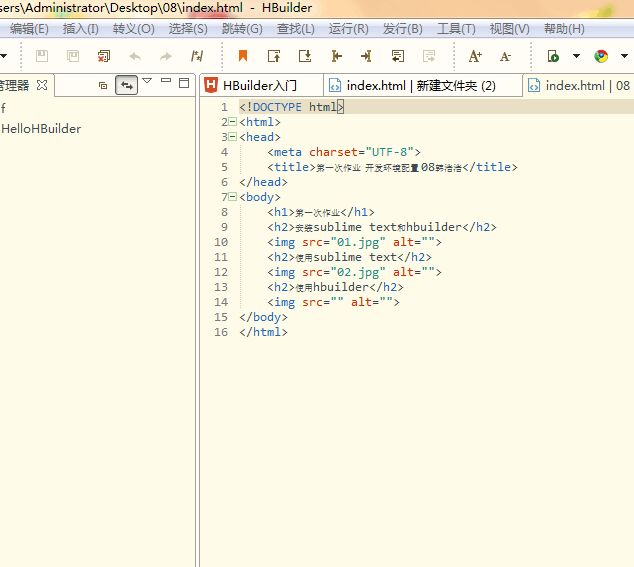 sers\Administrator\Desktop\08\index.html - HBuilder
编辑(E) 插入(I) 转义(O) 选择(S) 跳转(G) 查找(L) 运行(R) 发行(B) 工具(T) 视图(V) 帮助(H)
管理器
HBuilder入门
index.html | 新建文件夹 (2)
index.html | 08
f
HelloHBuilder
1 <!DOCTYPE html>
2 <html>
3 <head>
4 <meta charset="UTF-8">
5 <title>第一次作业 开发环境配置08韩洁洁</title>
6 </head>
7 <body>
8 <h1>第一次作业</h1>
9 <h2>安装sublime text和hbuilder</h2>
10 <img src="01.jpg" alt="">
11 <h2>使用sublime text</h2>
12 <img src="02.jpg" alt="">
13 <h2>使用hbuilder</h2>
14 <img src="" alt="">
15 </body>
16 </html>